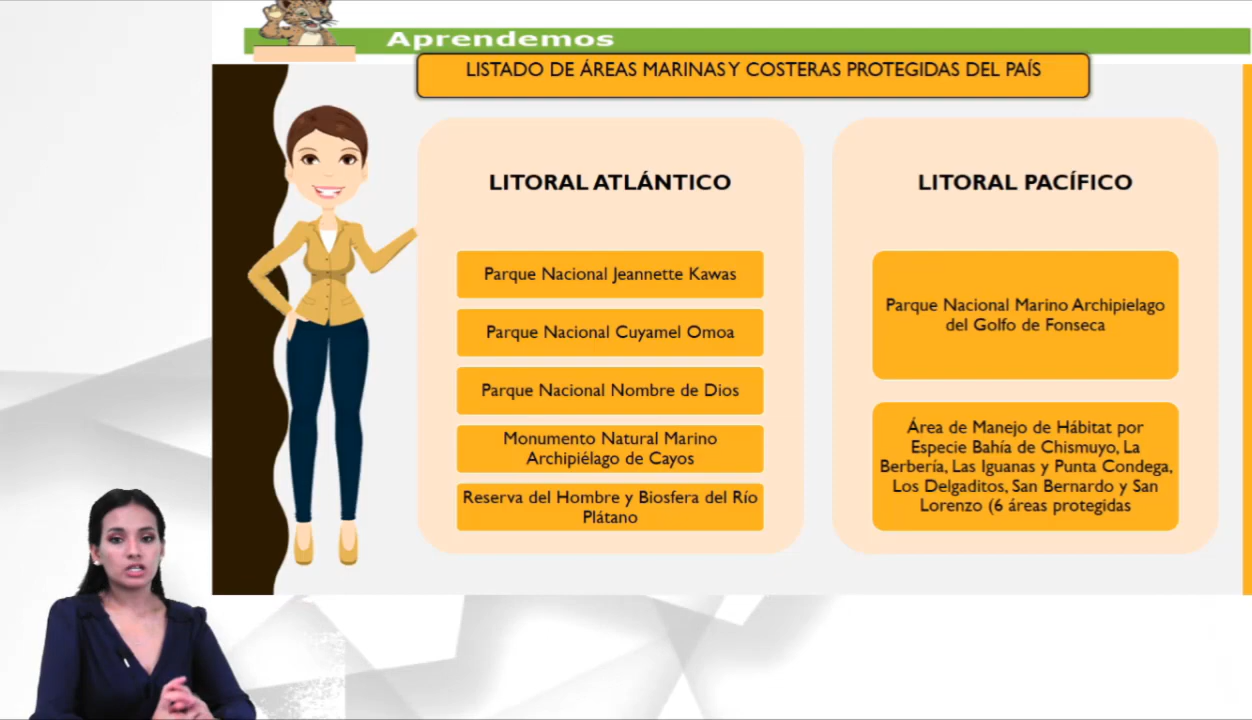 Aprendemos
LISTADO DE ÁREAS MARINAS Y COSTERAS PROTEGIDAS DEL PAÍS
LITORAL ATLÁNTICO
Parque Nacional Jeannette Kawas
Parque Nacional Cuyamel Omoa
Parque Nacional Nombre de Dios
Monumento Natural Marino
Archipiélago de Cayos
Reserva del Hombre y Biosfera del Río
Plátano
LITORAL PACÍFICO
Parque Nacional Marino Archipielago
del Golfo de Fonseca
Área de Manejo de Hábitat por
Especie Bahía de Chismuyo, La
Berbería, Las Iguanas y Punta Condega,
Los Delgaditos, San Bernardo y San
Lorenzo (6 áreas protegidas